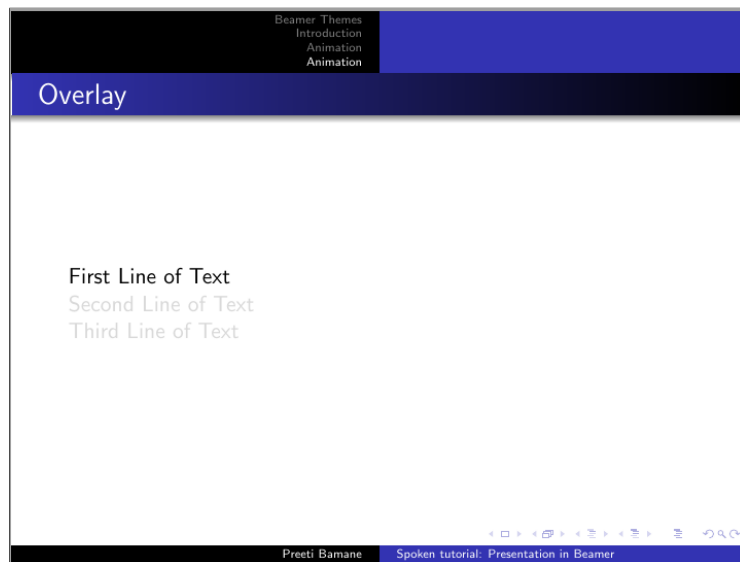 Beamer Themes
Introduction
Animation
Animation
Overlay
First Line of Text
Second Line of Text
Third Line of Text
Preeti Bamane
Spoken tutorial: Presentation in Beamer